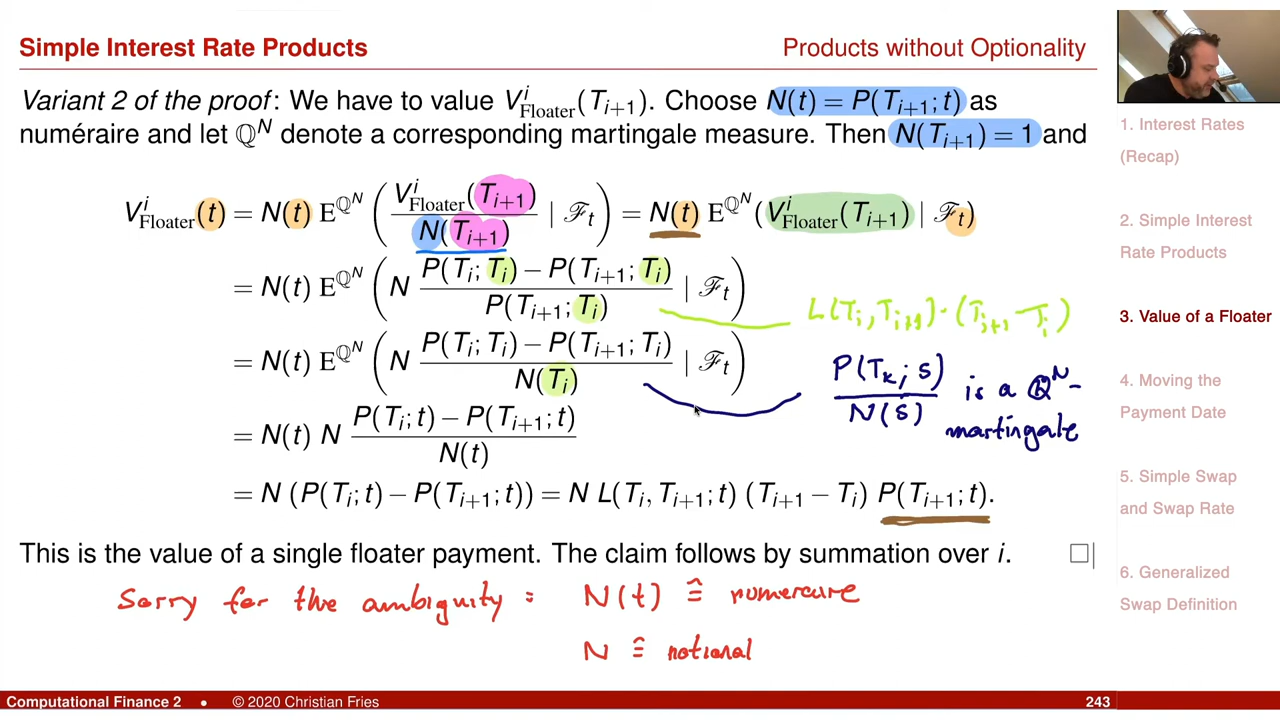 Simple Interest Rate Products
Products without Optionality
Variant 2 of the proof: We have to value V^i_Floater(T_{i+1}). Choose N(t) = P(T_{i+1}; t) as
numéraire and let ℚ^N denote a corresponding martingale measure. Then N(T_{i+1}) = 1 and
V^i_Floater(t) = N(t) E^{ℚ^N} ( V^i_Floater(T_{i+1}) / N(T_{i+1}) | ℱ_t ) = N(t) E^{ℚ^N} (V^i_Floater(T_{i+1}) | ℱ_t)
= N(t) E^{ℚ^N} ( N (P(T_i; T_i) − P(T_{i+1}; T_i)) / P(T_{i+1}; T_i) | ℱ_t )
L(T_i, T_{i+1}) · (T_{i+1} − T_i)
= N(t) E^{ℚ^N} ( N (P(T_i; T_i) − P(T_{i+1}; T_i)) / N(T_i) | ℱ_t )
P(T_k; s) / N(s) is a ℚ^N-
martingale
= N(t) N (P(T_i; t) − P(T_{i+1}; t)) / N(t)
= N (P(T_i; t) − P(T_{i+1}; t)) = N L(T_i, T_{i+1}; t) (T_{i+1} − T_i) P(T_{i+1}; t).
This is the value of a single floater payment. The claim follows by summation over i. □
Sorry for the ambiguity : N(t) ≙ numeraire
N ≙ notional
1. Interest Rates
(Recap)
2. Simple Interest
Rate Products
3. Value of a Floater
4. Moving the
Payment Date
5. Simple Swap
and Swap Rate
6. Generalized
Swap Definition
Computational Finance 2 • © 2020 Christian Fries 243